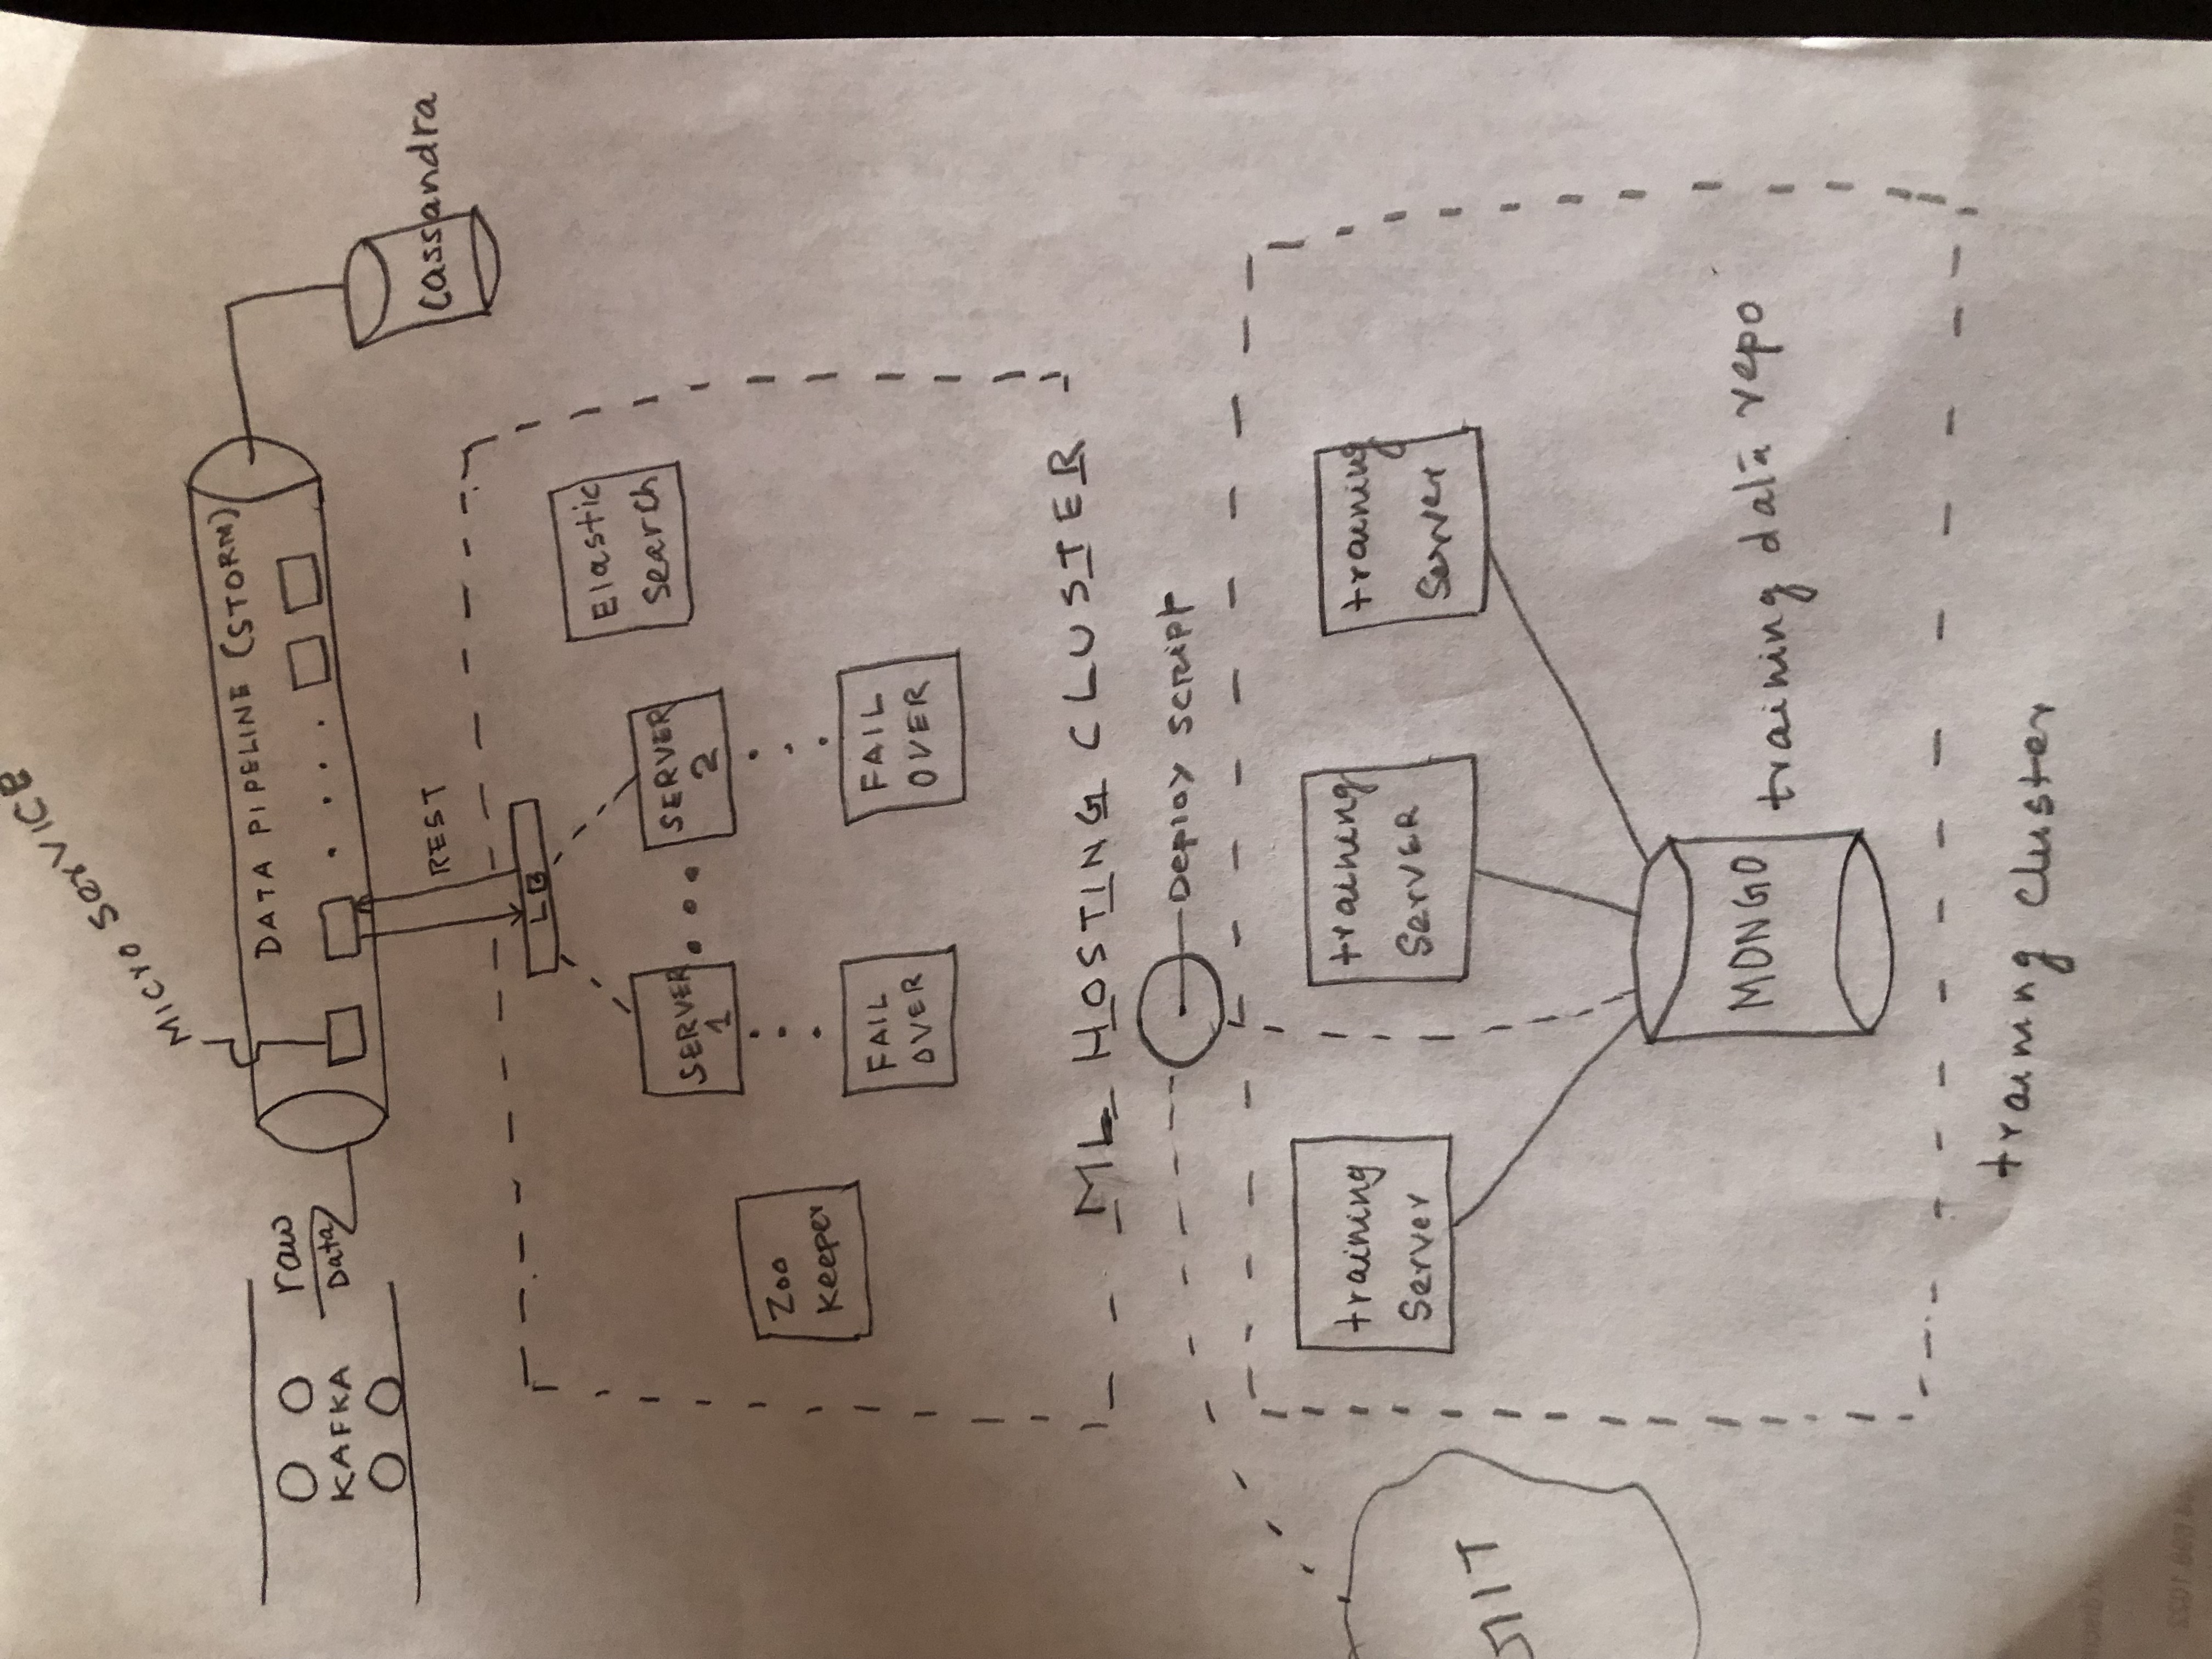 Micro Service
DATA PIPELINE (STORM)
raw
Data
KAFKA
REST
Cassandra
LB
Elastic
Search
SERVER
1
SERVER
2
Zoo
Keeper
FAIL
OVER
FAIL
OVER
ML HOSTING CLUSTER
Deploy script
training
Server
training
SERVER
training
Server
GIT
MONGO
training data repo
training cluster